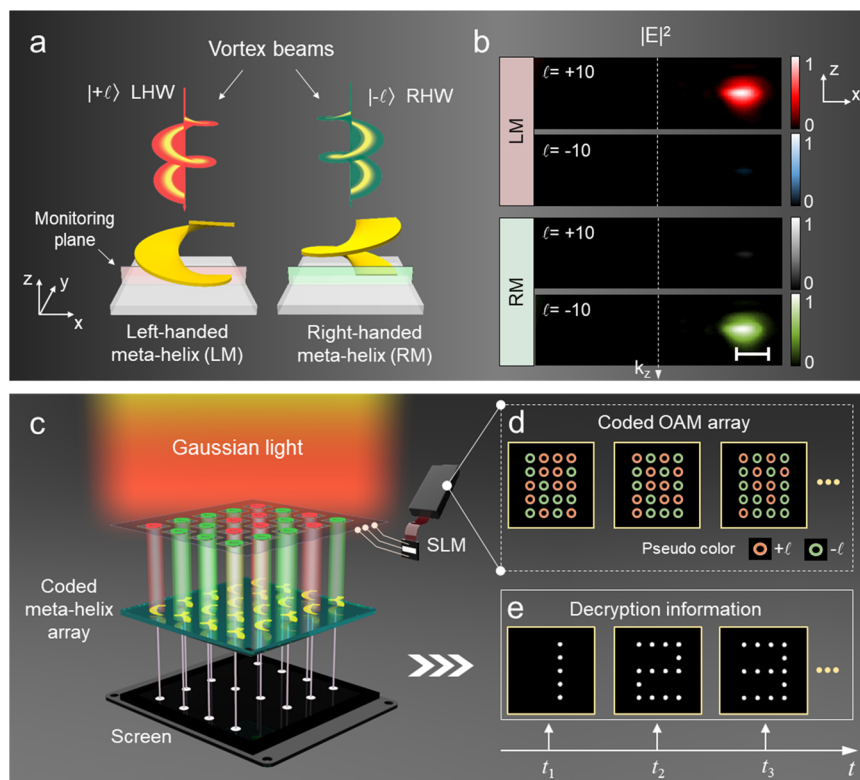 a
Vortex beams
|+ℓ⟩ LHW
|-ℓ⟩ RHW
Monitoring
plane
z
y
x
Left-handed
meta-helix (LM)
Right-handed
meta-helix (RM)
b
|E|²
LM
ℓ= +10
1
0
ℓ= -10
1
0
RM
ℓ= +10
1
0
ℓ= -10
1
0
k_z
z
x
c
Gaussian light
SLM
Coded
meta-helix
array
Screen
d
Coded OAM array
Pseudo color
+ℓ
-ℓ
e
Decryption information
t₁
t₂
t₃
t